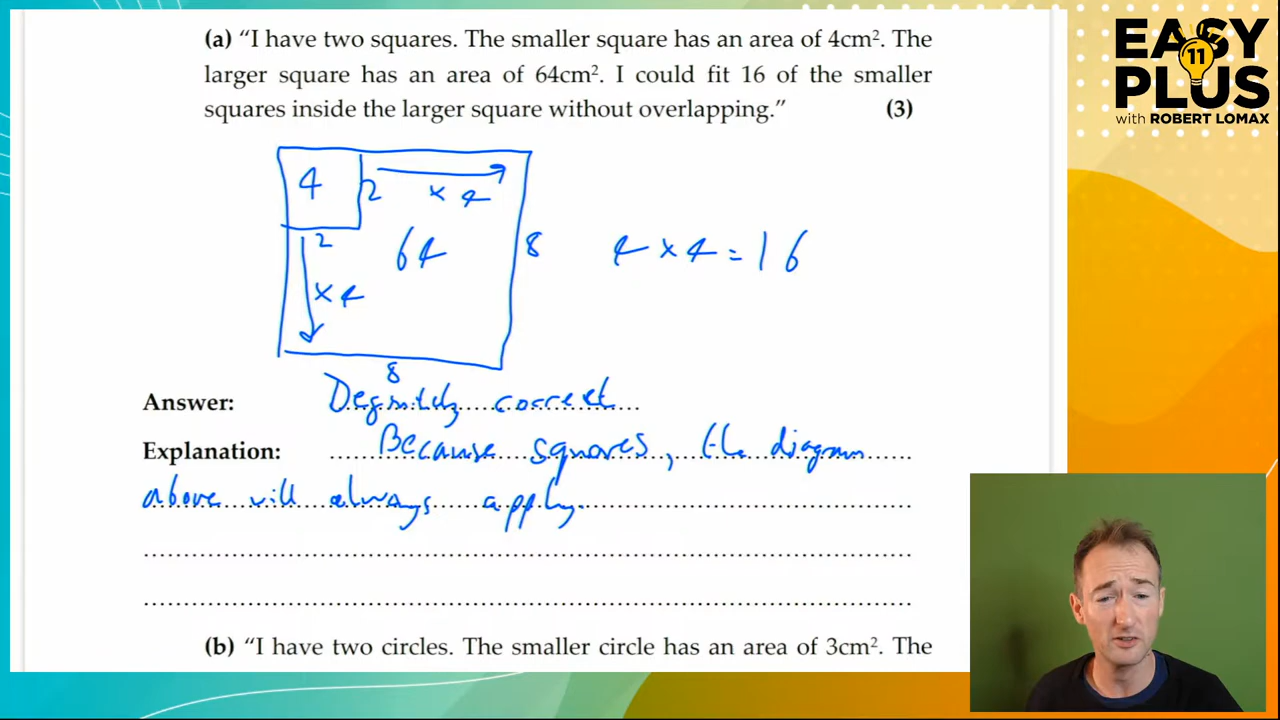 (a) “I have two squares. The smaller square has an area of 4cm². The
larger square has an area of 64cm². I could fit 16 of the smaller
squares inside the larger square without overlapping.” (3)
EASY
11
PLUS
with ROBERT LOMAX
4 2 × 4
2 64 8 4 × 4 = 16
× 4
8
Answer: Definitely correct
Explanation: Because squares, the diagram
above will always apply.
(b) “I have two circles. The smaller circle has an area of 3cm². The